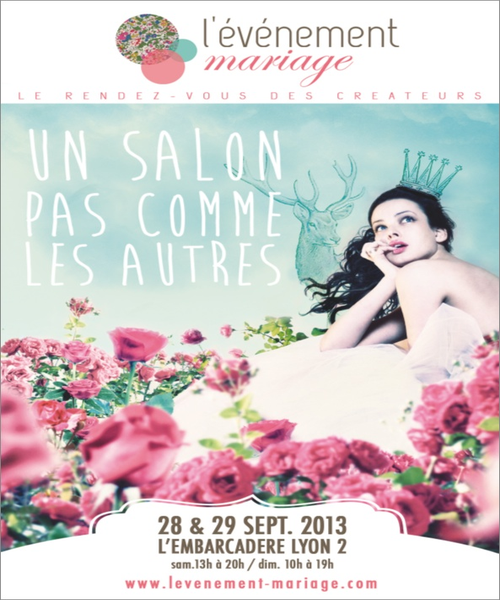 l'événement
mariage
LE RENDEZ-VOUS DES CREATEURS
UN SALON
PAS COMME
LES AUTRES
28 & 29 SEPT. 2013
L'EMBARCADERE LYON 2
sam.13h à 20h / dim. 10h à 19h
www.levenement-mariage.com